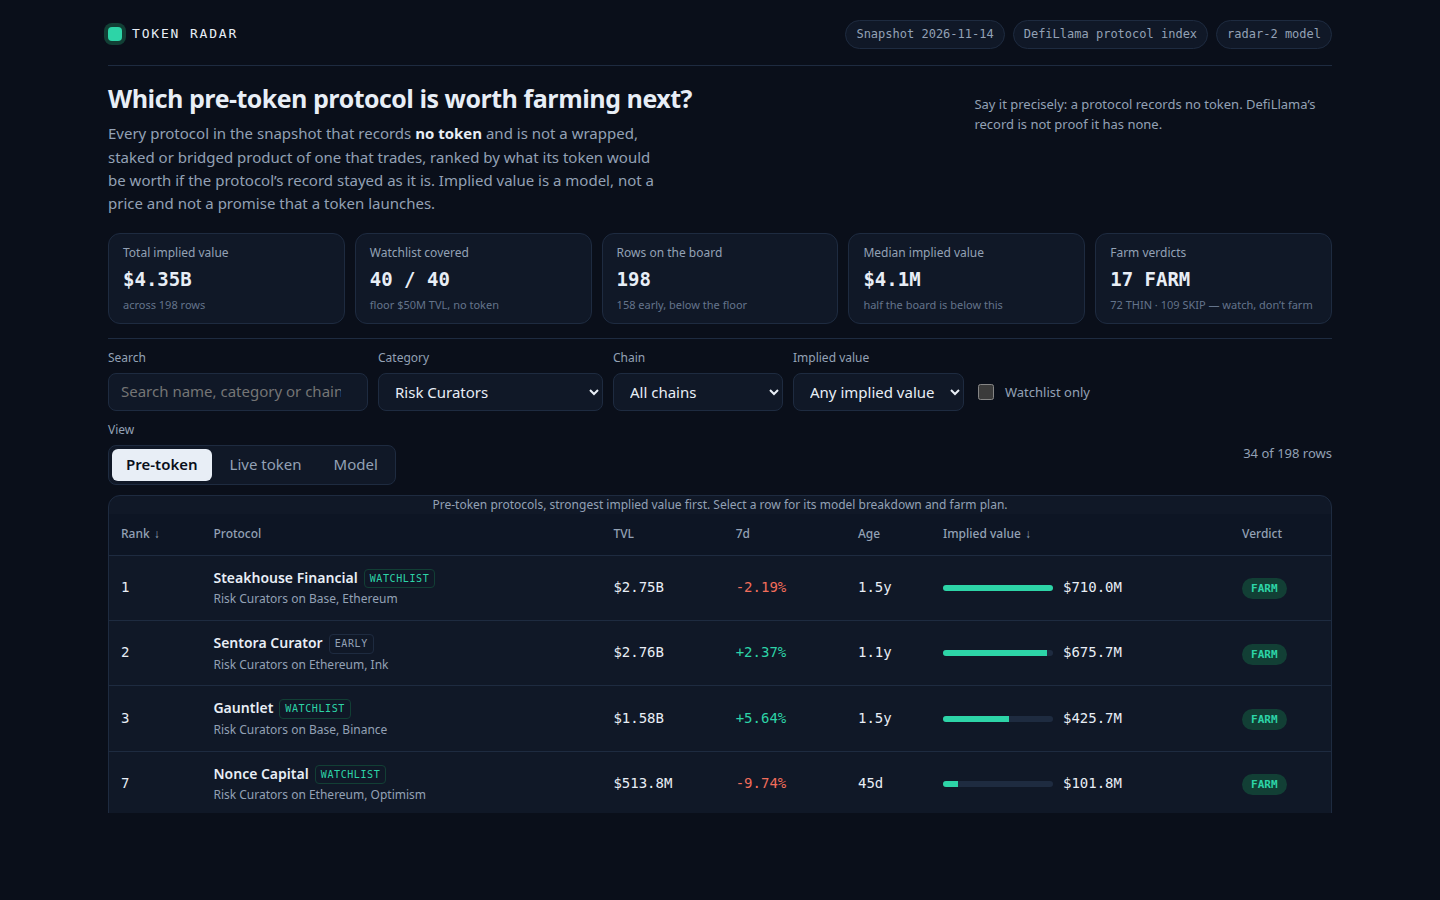 TOKEN RADAR
Snapshot 2026-11-14
DefiLlama protocol index
radar-2 model
Which pre-token protocol is worth farming next?
Every protocol in the snapshot that records no token and is not a wrapped,
staked or bridged product of one that trades, ranked by what its token would
be worth if the protocol’s record stayed as it is. Implied value is a model, not a
price and not a promise that a token launches.
Say it precisely: a protocol records no token. DefiLlama’s
record is not proof it has none.
Total implied value
$4.35B
across 198 rows
Watchlist covered
40 / 40
floor $50M TVL, no token
Rows on the board
198
158 early, below the floor
Median implied value
$4.1M
half the board is below this
Farm verdicts
17 FARM
72 THIN · 109 SKIP — watch, don’t farm
Search
Category
Chain
Implied value
Search name, category or chain
Risk Curators
All chains
Any implied value
Watchlist only
View
Pre-token
Live token
Model
34 of 198 rows
Pre-token protocols, strongest implied value first. Select a row for its model breakdown and farm plan.
Rank ↓
Protocol
TVL
7d
Age
Implied value ↓
Verdict
1
Steakhouse Financial
WATCHLIST
Risk Curators on Base, Ethereum
$2.75B
-2.19%
1.5y
$710.0M
FARM
2
Sentora Curator
EARLY
Risk Curators on Ethereum, Ink
$2.76B
+2.37%
1.1y
$675.7M
FARM
3
Gauntlet
WATCHLIST
Risk Curators on Base, Binance
$1.58B
+5.64%
1.5y
$425.7M
FARM
7
Nonce Capital
WATCHLIST
Risk Curators on Ethereum, Optimism
$513.8M
-9.74%
45d
$101.8M
FARM